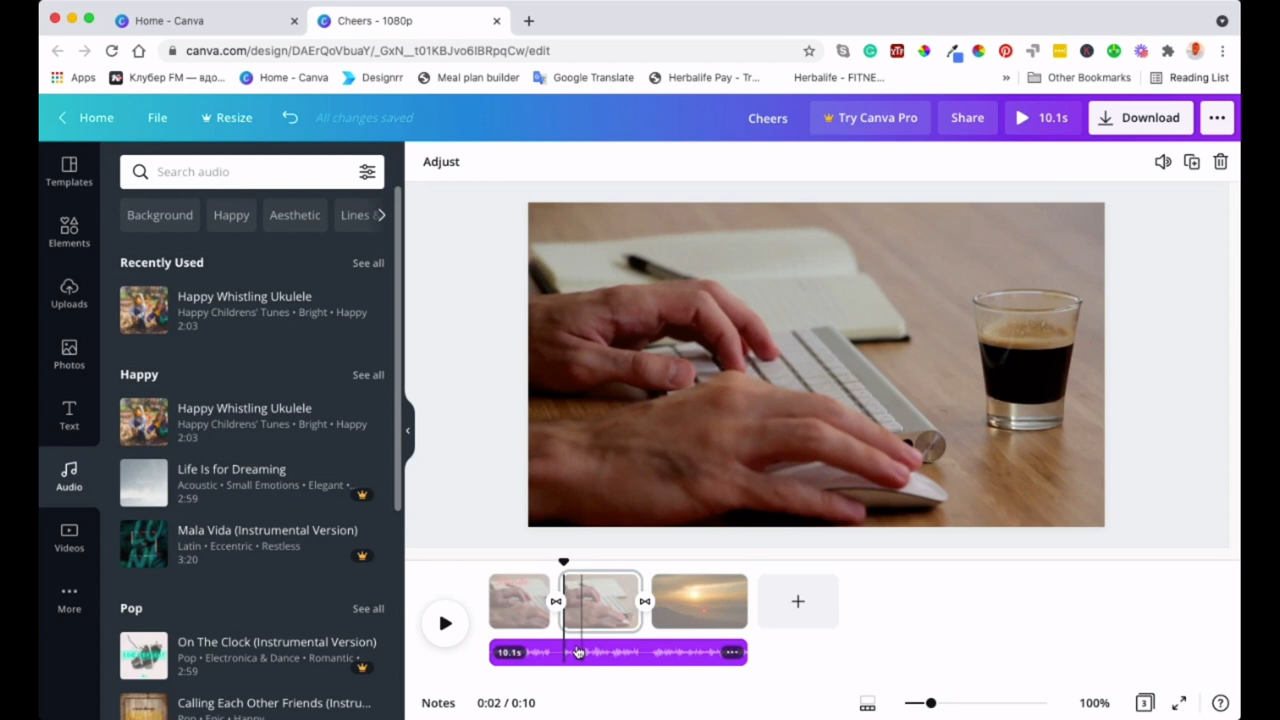 Home - Canva
Cheers - 1080p
canva.com/design/DAErQoVbuaY/_GxN__t01KBJvo6IBRpqCw/edit
Apps
Клубер FM — вдо...
Home - Canva
Designrr
Meal plan builder
Google Translate
Herbalife Pay - Tr...
Herbalife - FITNE...
Other Bookmarks
Reading List
Home
File
Resize
All changes saved
Cheers
Try Canva Pro
Share
10.1s
Download
Templates
Elements
Uploads
Photos
Text
Audio
Videos
More
Search audio
Background
Happy
Aesthetic
Lines &
Recently Used
See all
Happy Whistling Ukulele
Happy Childrens' Tunes • Bright • Happy
2:03
Happy
See all
Happy Whistling Ukulele
Happy Childrens' Tunes • Bright • Happy
2:03
Life Is for Dreaming
Acoustic • Small Emotions • Elegant •...
2:59
Mala Vida (Instrumental Version)
Latin • Eccentric • Restless
3:20
Pop
See all
On The Clock (Instrumental Version)
Pop • Electronica & Dance • Romantic •
2:59
Calling Each Other Friends (Instru...
Pop • Epic • Happy
Adjust
10.1s
Notes
0:02 / 0:10
100%
3